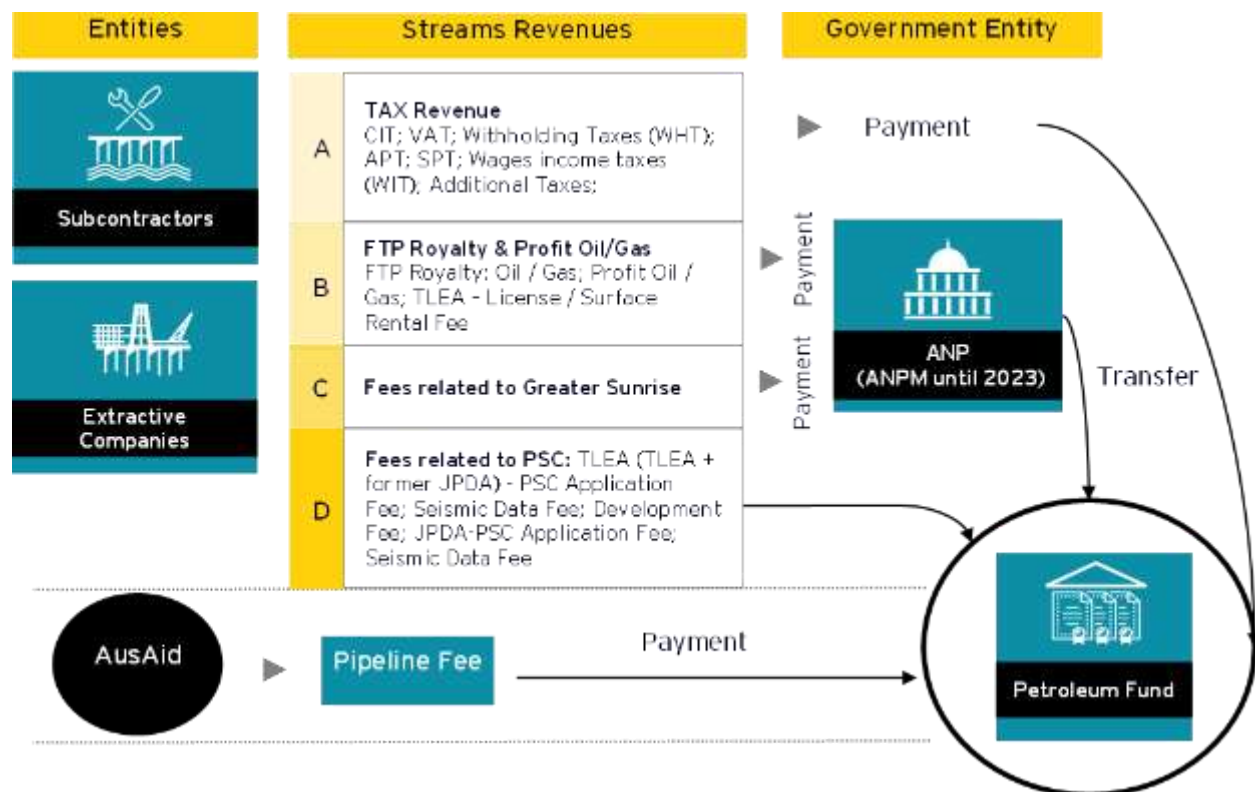 Entities
Streams Revenues
Government Entity
Subcontractors
Extractive
Companies
A
TAX Revenue
CIT; VAT; Withholding Taxes (WHT);
APT; SPT; Wages income taxes
(WIT); Additional Taxes;
B
FTP Royalty & Profit Oil/Gas
FTP Royalty: Oil / Gas; Profit Oil /
Gas; TLEA - License / Surface
Rental Fee
C
Fees related to Greater Sunrise
D
Fees related to PSC: TLEA (TLEA +
former JPDA) - PSC Application
Fee; Seismic Data Fee; Development
Fee; JPDA-PSC Application Fee;
Seismic Data Fee
Payment
Payment
Payment
ANP
(ANPM until 2023)
Transfer
AusAid
Pipeline Fee
Payment
Petroleum Fund